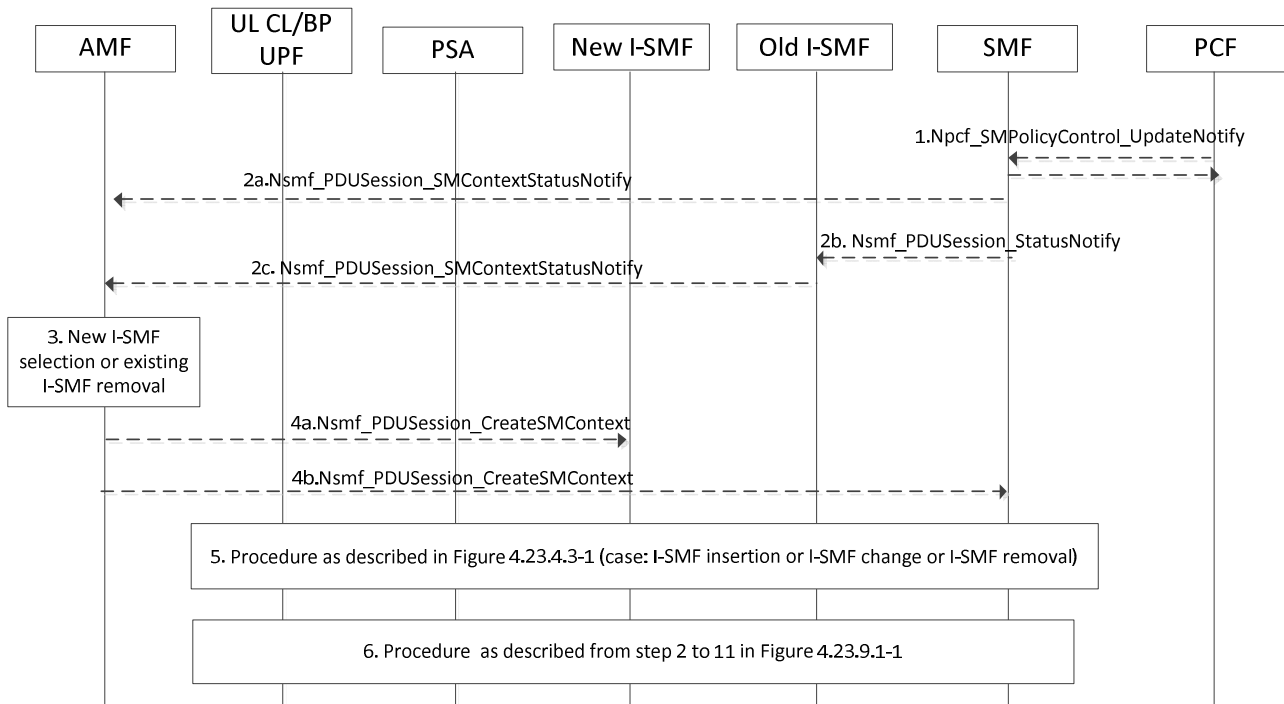 AMF
UL CL/BP
UPF
PSA
New I-SMF
Old I-SMF
SMF
PCF
1.Npcf_SMPolicyControl_UpdateNotify
2a.Nsmf_PDUSession_SMContextStatusNotify
2b. Nsmf_PDUSession_StatusNotify
2c. Nsmf_PDUSession_SMContextStatusNotify
3. New I-SMF
selection or existing
I-SMF removal
4a.Nsmf_PDUSession_CreateSMContext
4b.Nsmf_PDUSession_CreateSMContext
5. Procedure as described in Figure 4.23.4.3-1 (case: I-SMF insertion or I-SMF change or I-SMF removal)
6. Procedure as described from step 2 to 11 in Figure 4.23.9.1-1